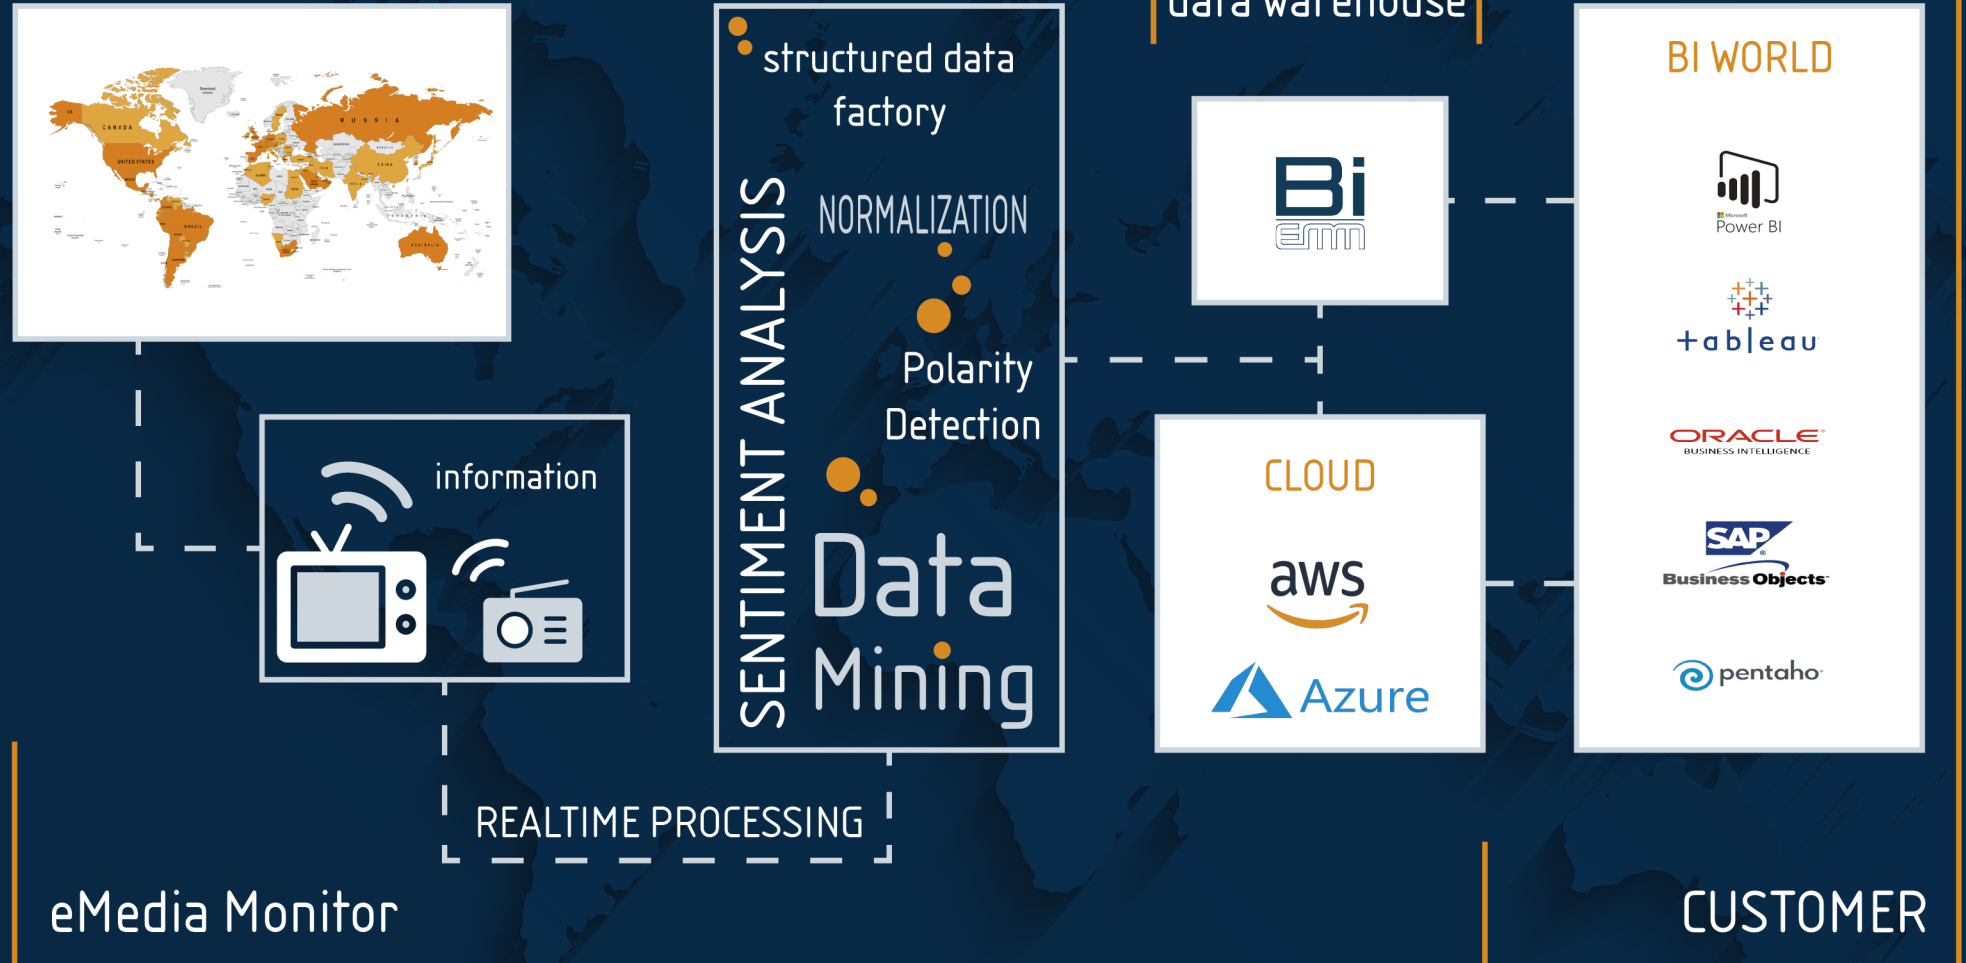 data warehouse
CANADA
UNITED STATES
BRAZIL
RUSSIA
CHINA
INDIA
AUSTRALIA
information
SENTIMENT ANALYSIS
structured data
factory
NORMALIZATION
Polarity
Detection
Data
Mining
REALTIME PROCESSING
Bi
EMM
CLOUD
aws
Azure
BI WORLD
Microsoft
Power BI
+ableau
ORACLE
BUSINESS INTELLIGENCE
SAP
Business Objects
pentaho
eMedia Monitor
CUSTOMER